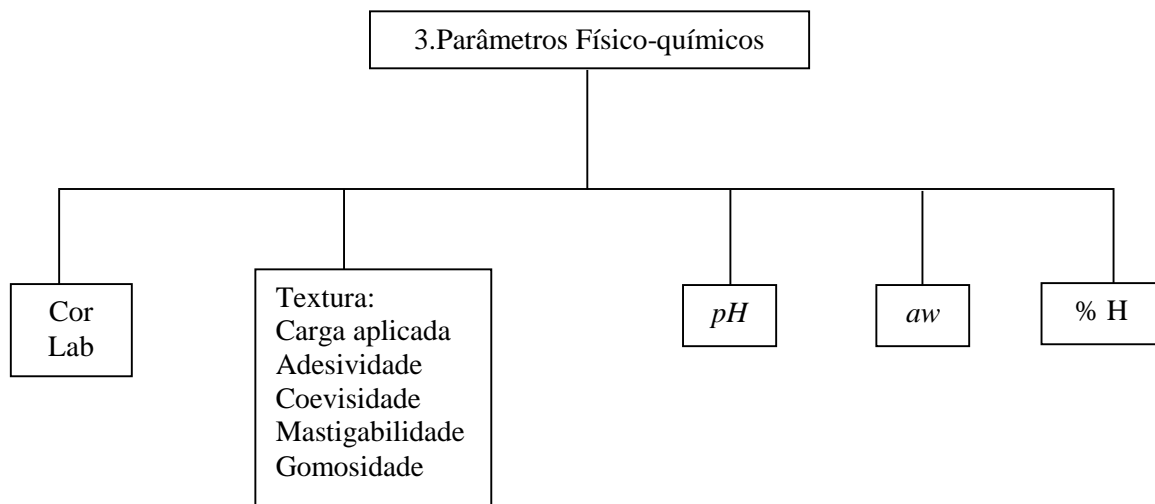 3.Parâmetros Físico-químicos
Cor
Lab
Textura:
Carga aplicada
Adesividade
Coevisidade
Mastigabilidade
Gomosidade
pH
aw
% H